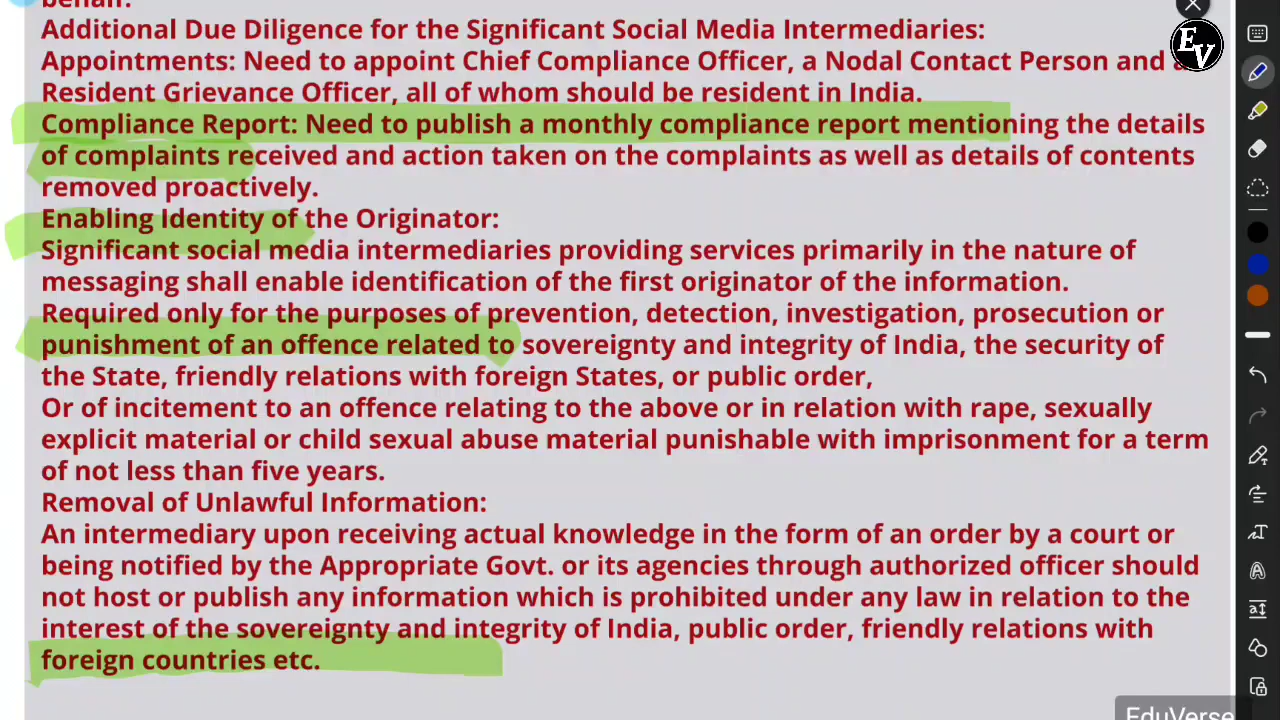 behalf.
Additional Due Diligence for the Significant Social Media Intermediaries:
Appointments: Need to appoint Chief Compliance Officer, a Nodal Contact Person and a
Resident Grievance Officer, all of whom should be resident in India.
Compliance Report: Need to publish a monthly compliance report mentioning the details
of complaints received and action taken on the complaints as well as details of contents
removed proactively.
Enabling Identity of the Originator:
Significant social media intermediaries providing services primarily in the nature of
messaging shall enable identification of the first originator of the information.
Required only for the purposes of prevention, detection, investigation, prosecution or
punishment of an offence related to sovereignty and integrity of India, the security of
the State, friendly relations with foreign States, or public order,
Or of incitement to an offence relating to the above or in relation with rape, sexually
explicit material or child sexual abuse material punishable with imprisonment for a term
of not less than five years.
Removal of Unlawful Information:
An intermediary upon receiving actual knowledge in the form of an order by a court or
being notified by the Appropriate Govt. or its agencies through authorized officer should
not host or publish any information which is prohibited under any law in relation to the
interest of the sovereignty and integrity of India, public order, friendly relations with
foreign countries etc.
EV
EduVerse